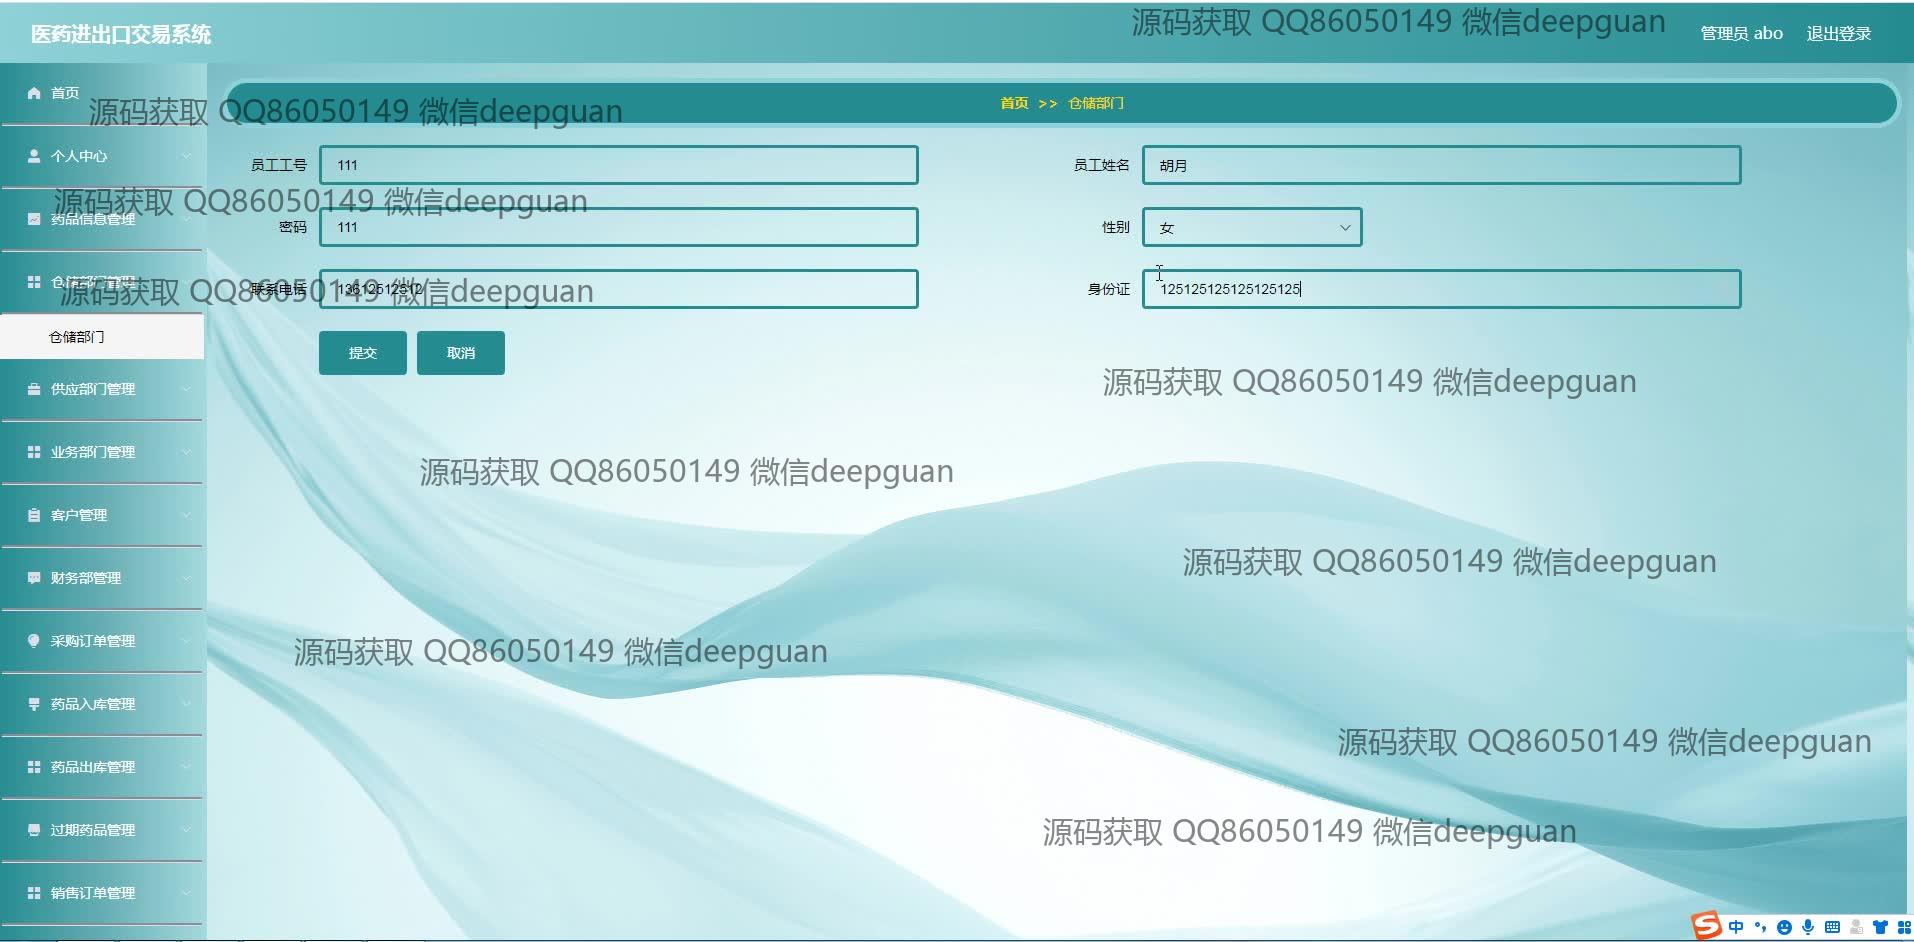 医药进出口交易系统
源码获取 QQ86050149 微信deepguan
管理员 abo 退出登录
首页
源码获取 QQ86050149 微信deepguan
首页 >> 仓储部门
个人中心
员工工号 111
员工姓名 胡月
源码获取 QQ86050149 微信deepguan
药品信息管理
密码 111
性别 女
仓储部门管理
源码获取 QQ86050149 微信deepguan
联系电话 13612512512
身份证 125125125125125125
仓储部门
提交 取消
供应部门管理
源码获取 QQ86050149 微信deepguan
业务部门管理
源码获取 QQ86050149 微信deepguan
客户管理
源码获取 QQ86050149 微信deepguan
财务部管理
采购订单管理
源码获取 QQ86050149 微信deepguan
药品入库管理
源码获取 QQ86050149 微信deepguan
药品出库管理
过期药品管理
源码获取 QQ86050149 微信deepguan
销售订单管理
中